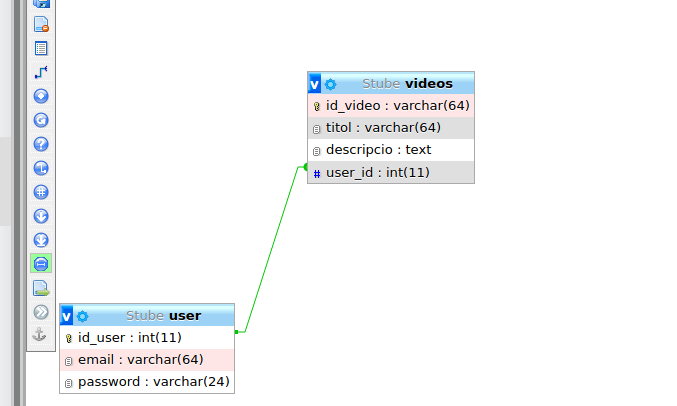 Stube videos
id_video : varchar(64)
titol : varchar(64)
descripcio : text
# user_id : int(11)
Stube user
id_user : int(11)
email : varchar(64)
password : varchar(24)